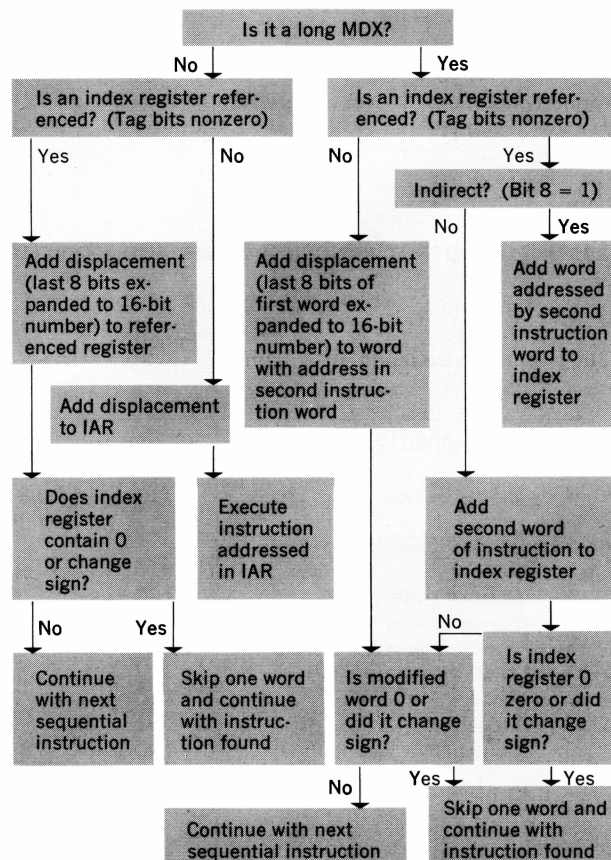 Is it a long MDX?
No
Yes
Is an index register refer-
enced? (Tag bits nonzero)
Is an index register refer-
enced? (Tag bits nonzero)
Yes
No
No
Yes
Indirect? (Bit 8 = 1)
No
Yes
Add displacement
(last 8 bits ex-
panded to 16-bit
number) to refer-
enced register
Add displacement
(last 8 bits of
first word ex-
panded to 16-bit
number) to word
with address in
second instruc-
tion word
Add word
addressed
by second
instruction
word to
index
register
Add displacement
to IAR
Does index
register
contain 0
or change
sign?
Execute
instruction
addressed
in IAR
Add
second word
of instruction to
index register
No
Yes
No
Continue
with next
sequential
instruction
Skip one word
and continue
with instruc-
tion found
Is modified
word 0 or
did it change
sign?
Is index
register 0
zero or did
it change
sign?
No
Yes
Yes
Continue with next
sequential instruction
Skip one word and
continue with
instruction found